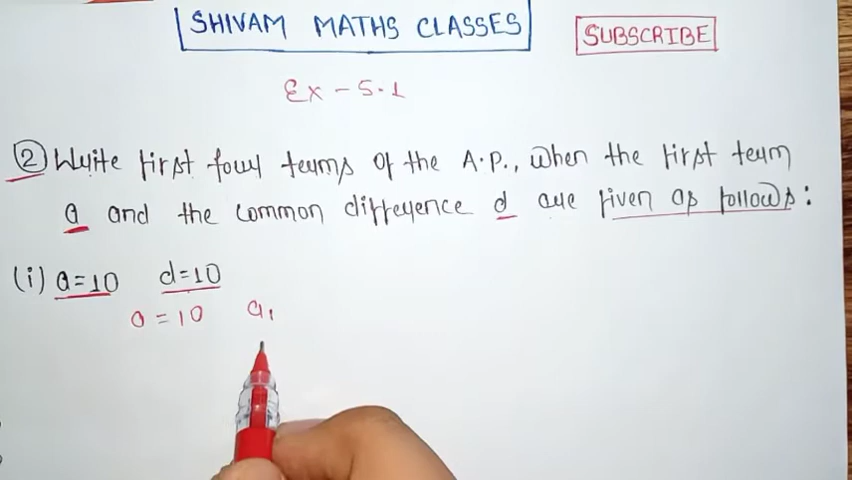 SHIVAM MATHS CLASSES
SUBSCRIBE
Ex - 5.1
② Write first four terms of the A.P., when the first term
a and the common difference d are given as follows:
(i) a=10 d=10
a = 10 a₁